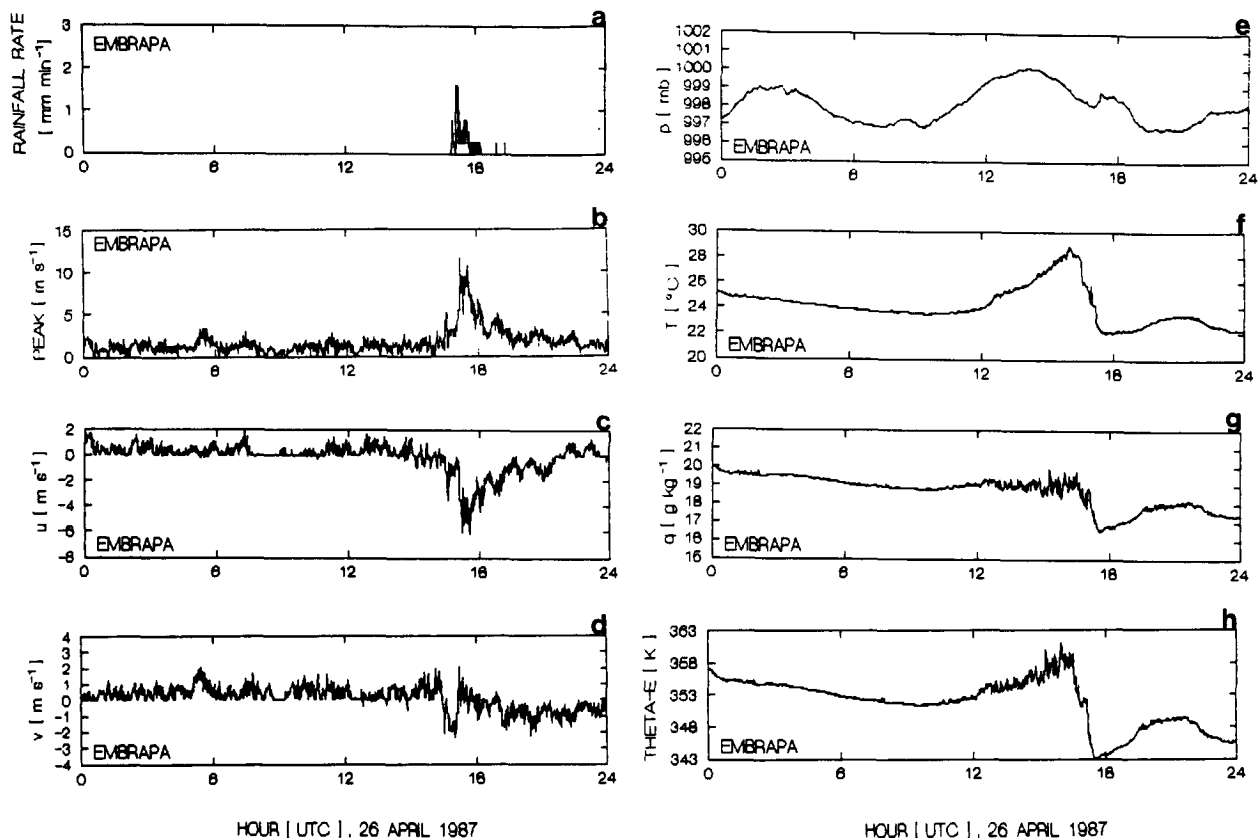 a
3
2
1
0
RAINFALL RATE
[ mm min⁻¹ ]
EMBRAPA
0 6 12 18 24
b
15
10
5
0
[PEAK [ m s⁻¹ ]
EMBRAPA
0 6 12 18 24
c
2
0
-2
-4
-6
-8
u [ m s⁻¹ ]
EMBRAPA
0 6 12 18 24
d
4
3
2
1
0
-1
-2
-3
-4
v [ m s⁻¹ ]
EMBRAPA
0 6 12 18 24
HOUR [ UTC ] , 26 APRIL 1987
e
1002
1001
1000
999
998
997
996
995
p [ mb ]
EMBRAPA
0 6 12 18 24
f
30
28
26
24
22
20
T [ °C ]
EMBRAPA
0 6 12 18 24
g
22
21
20
19
18
17
16
15
q [ g kg⁻¹ ]
EMBRAPA
0 6 12 18 24
h
363
358
353
348
343
THETA-E [ K ]
EMBRAPA
0 6 12 18 24
HOUR [ UTC ] , 26 APRIL 1987